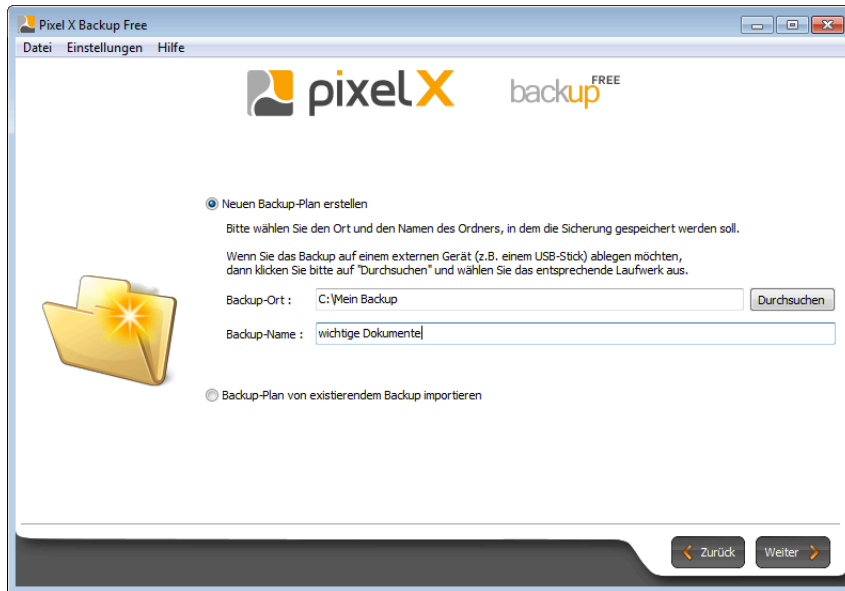 Pixel X Backup Free
Datei Einstellungen Hilfe
pixelX backup FREE
Neuen Backup-Plan erstellen
Bitte wählen Sie den Ort und den Namen des Ordners, in dem die Sicherung gespeichert werden soll.
Wenn Sie das Backup auf einem externen Gerät (z.B. einem USB-Stick) ablegen möchten,
dann klicken Sie bitte auf "Durchsuchen" und wählen Sie das entsprechende Laufwerk aus.
Backup-Ort : C:\Mein Backup Durchsuchen
Backup-Name : wichtige Dokumente
Backup-Plan von existierendem Backup importieren
Zurück Weiter